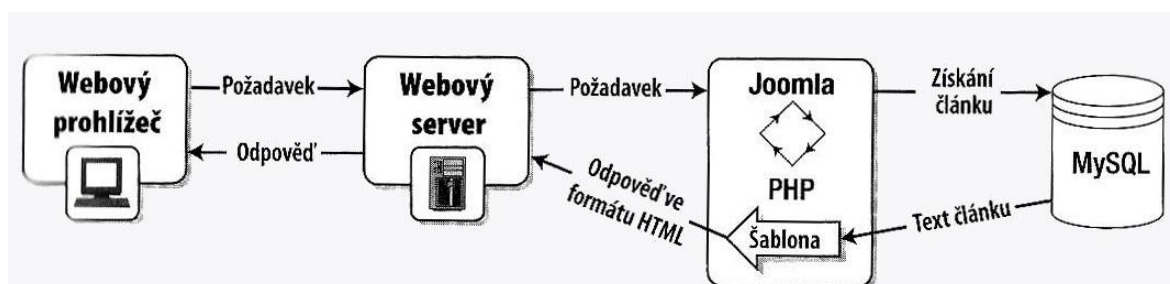 Webový
prohlížeč
Požadavek
Odpověď
Webový
server
Požadavek
Odpověď ve
formátu HTML
Joomla
PHP
Šablona
Získání
článku
Text článku
MySQL